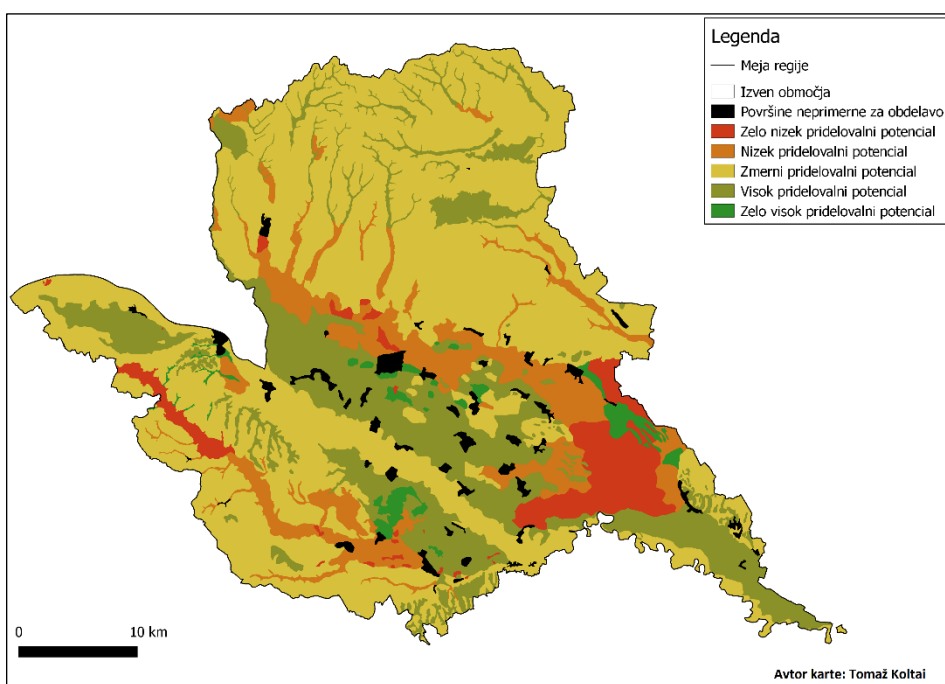 Legenda
Meja regije
Izven območja
Površine neprimerne za obdelavo
Zelo nizek pridelovalni potencial
Nizek pridelovalni potencial
Zmerni pridelovalni potencial
Visok pridelovalni potencial
Zelo visok pridelovalni potencial
0 10 km
Avtor karte: Tomaž Koltai